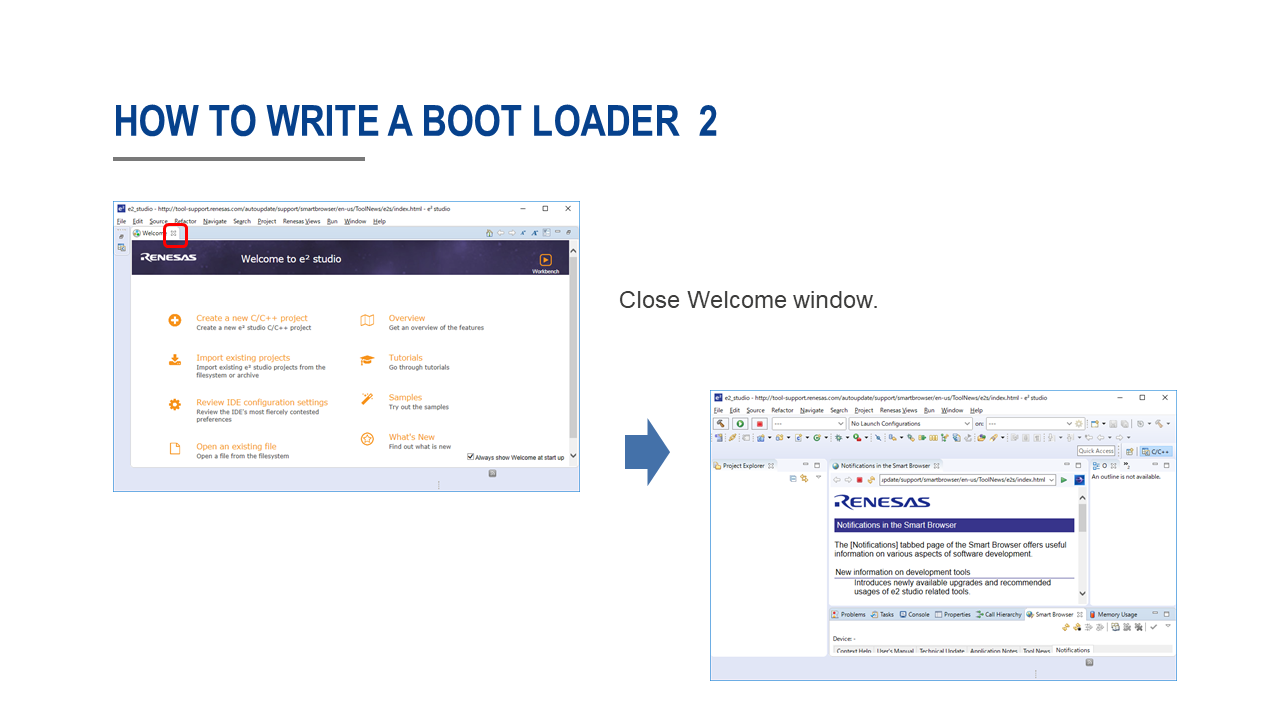 HOW TO WRITE A BOOT LOADER 2
e2_studio - http://tool-support.renesas.com/autoupdate/support/smartbrowser/en-us/ToolNews/e2s/index.html - e² studio
File Edit Source Refactor Navigate Search Project Renesas Views Run Window Help
Welcome
RENESAS
Welcome to e² studio
Workbench
Create a new C/C++ project
Create a new e² studio C/C++ project
Overview
Get an overview of the features
Import existing projects
Import existing e² studio projects from the
filesystem or archive
Tutorials
Go through tutorials
Review IDE configuration settings
Review the IDE's most fiercely contested
preferences
Samples
Try out the samples
Open an existing file
Open a file from the filesystem
What's New
Find out what is new
Always show Welcome at start up
Close Welcome window.
e2_studio - http://tool-support.renesas.com/autoupdate/support/smartbrowser/en-us/ToolNews/e2s/index.html - e² studio
File Edit Source Refactor Navigate Search Project Renesas Views Run Window Help
--- No Launch Configurations on: ---
Quick Access C/C++
Project Explorer
Notifications in the Smart Browser
O
update/support/smartbrowser/en-us/ToolNews/e2s/index.html
An outline is not available.
RENESAS
Notifications in the Smart Browser
The [Notifications] tabbed page of the Smart Browser offers useful
information on various aspects of software development.
New information on development tools
Introduces newly available upgrades and recommended
usages of e2 studio related tools.
Problems Tasks Console Properties Call Hierarchy Smart Browser Memory Usage
Device: -
Context Help User's Manual Technical Update Application Notes Tool News Notifications